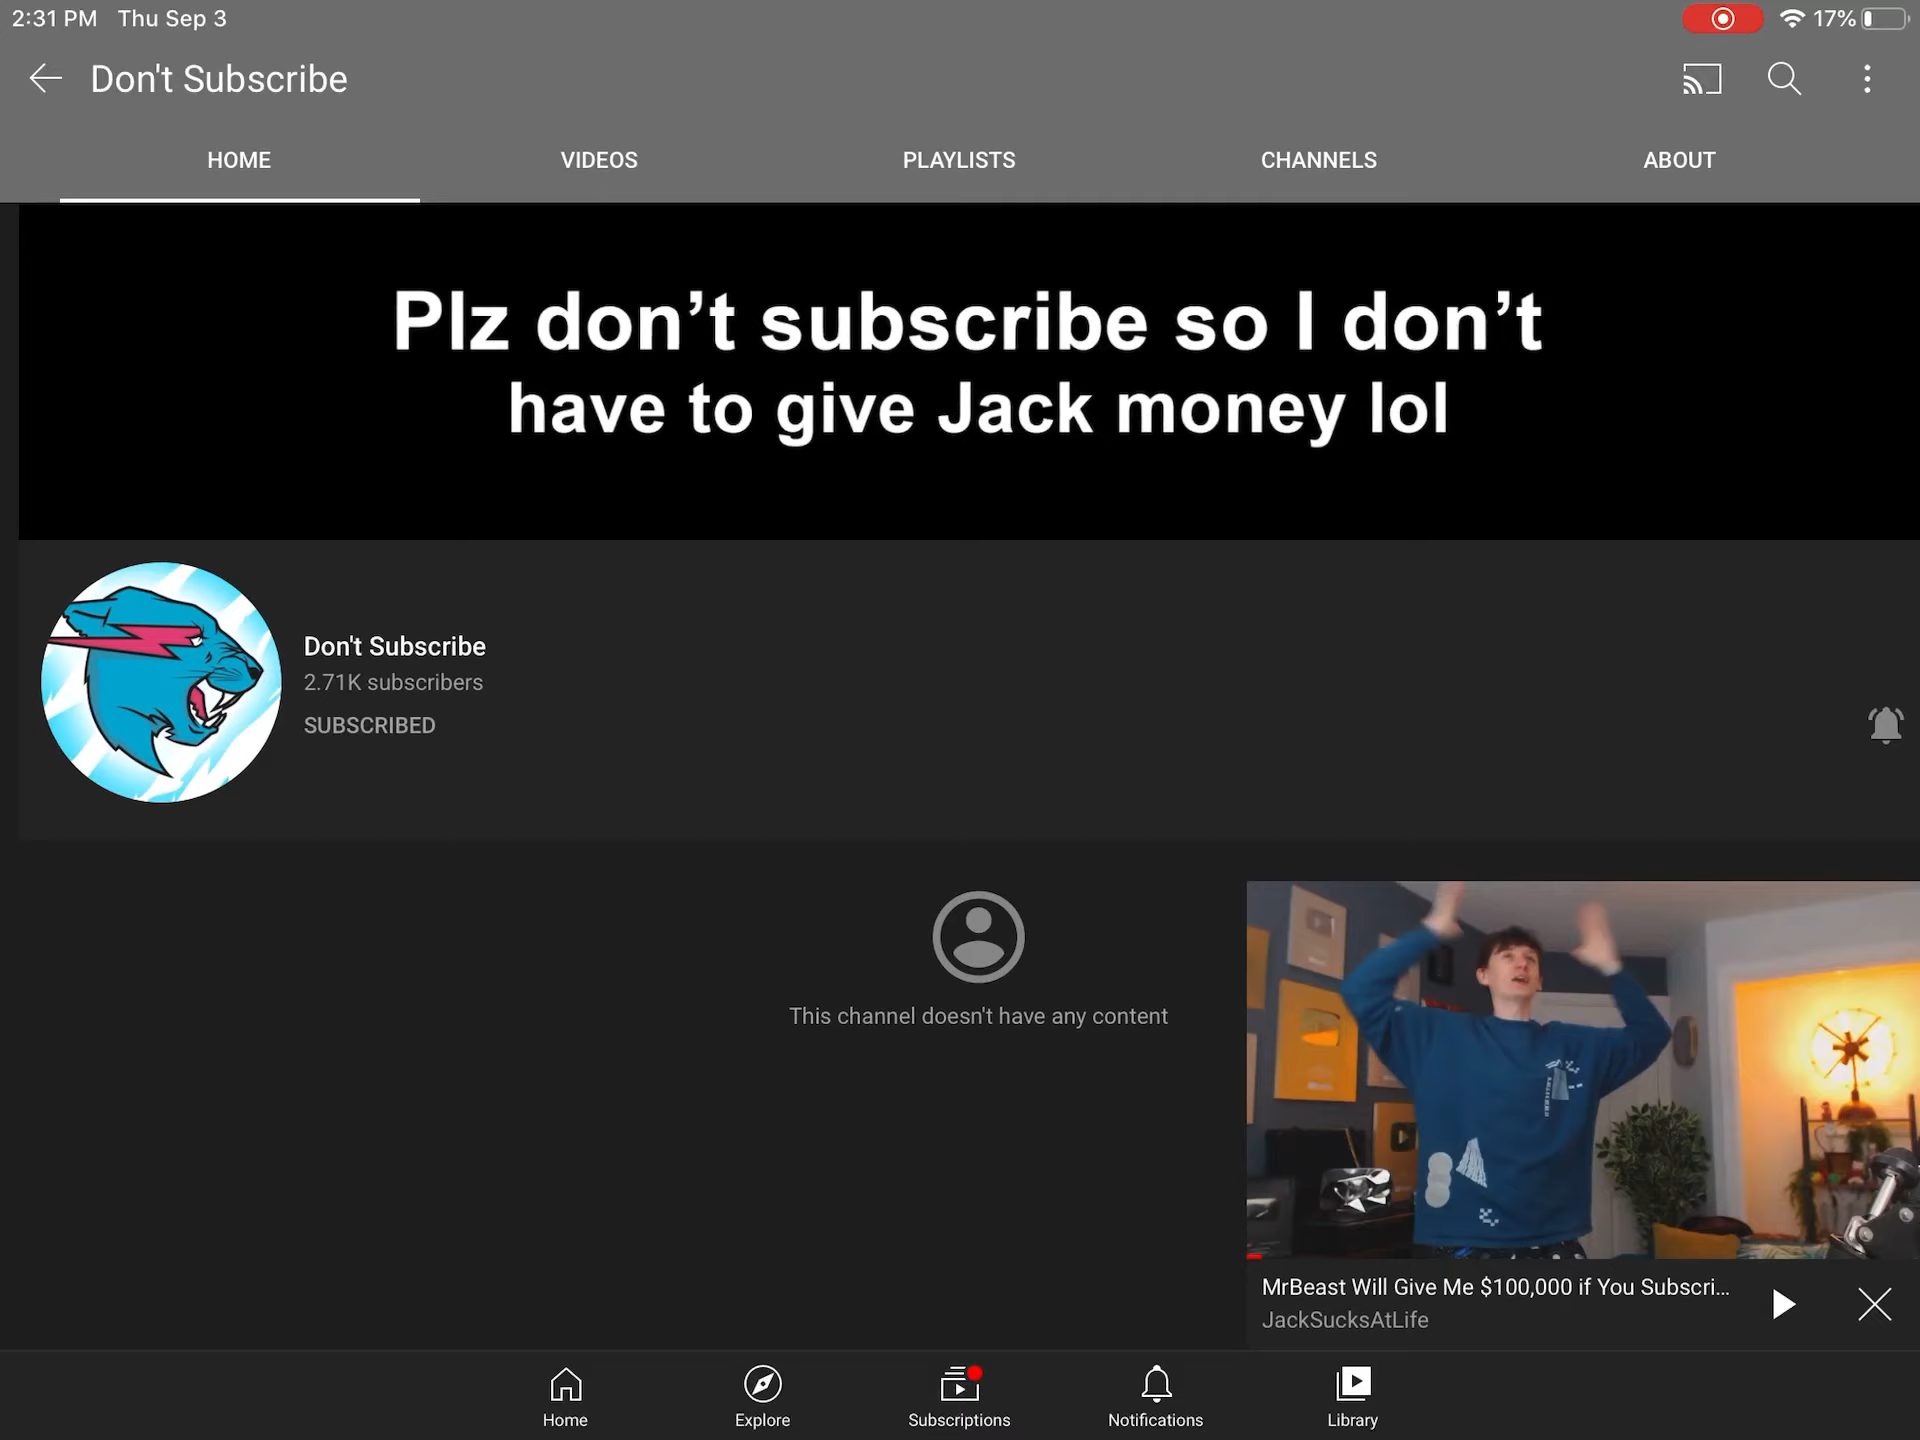 2:31 PM Thu Sep 3
17%
Don't Subscribe
HOME
VIDEOS
PLAYLISTS
CHANNELS
ABOUT
Plz don’t subscribe so I don’t
have to give Jack money lol
Don't Subscribe
2.71K subscribers
SUBSCRIBED
This channel doesn't have any content
MrBeast Will Give Me $100,000 if You Subscri...
JackSucksAtLife
Home
Explore
Subscriptions
Notifications
Library